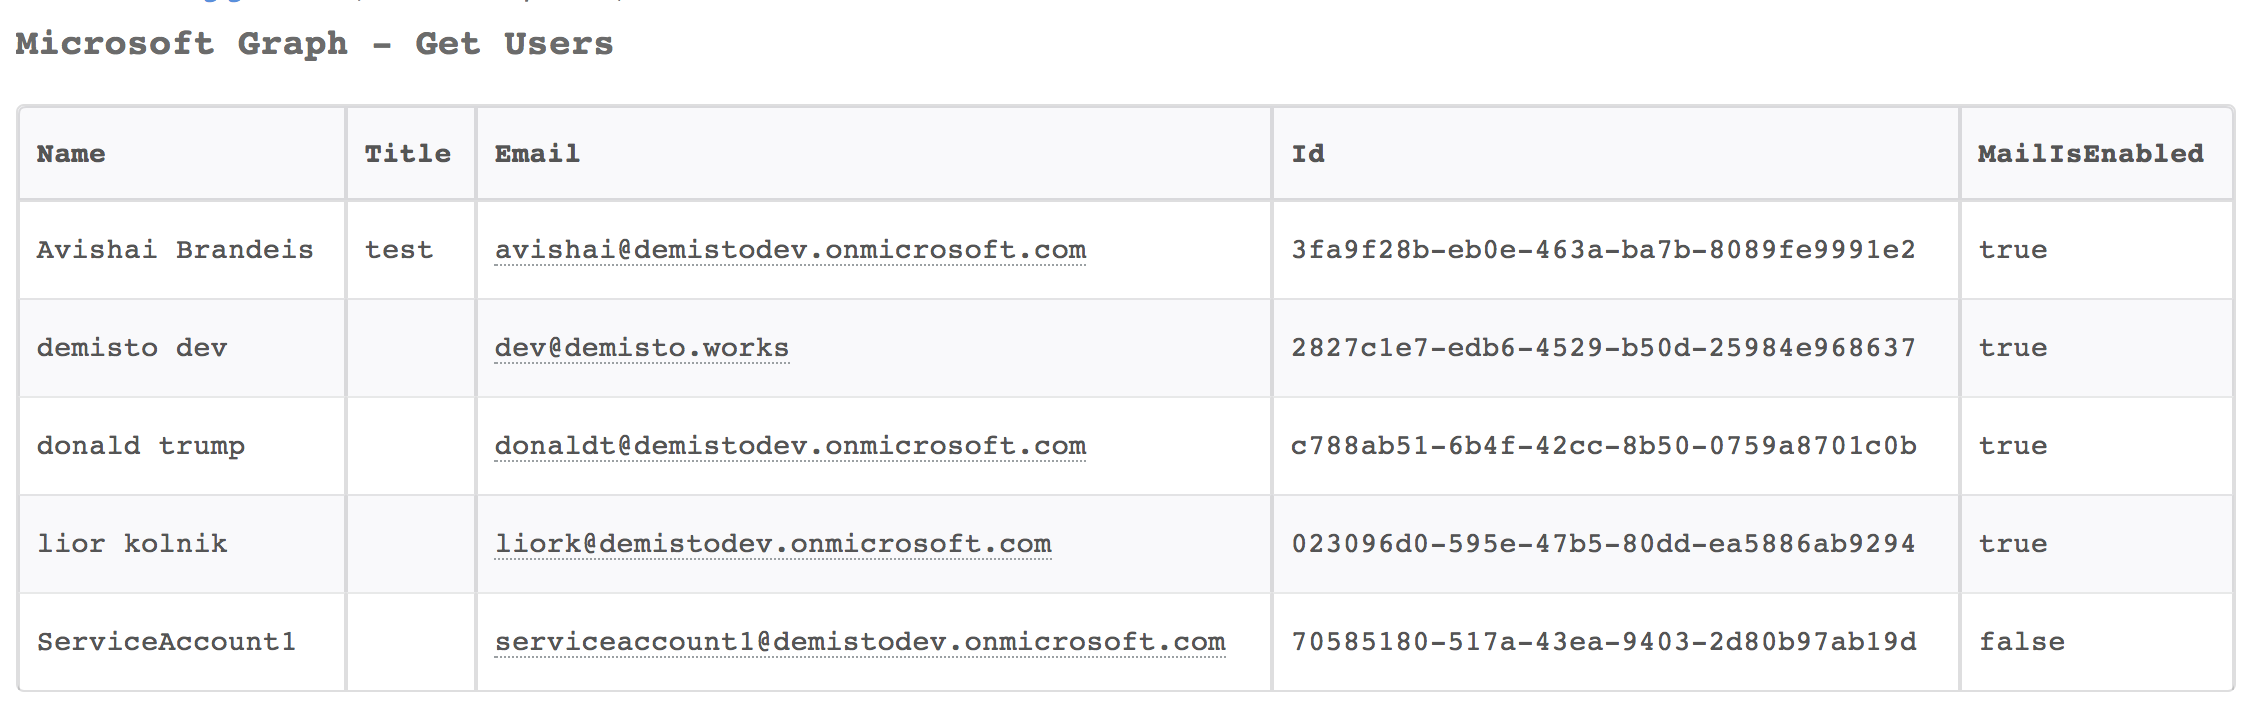 Microsoft Graph - Get Users
Name Title Email Id MailIsEnabled
Avishai Brandeis test avishai@demistodev.onmicrosoft.com 3fa9f28b-eb0e-463a-ba7b-8089fe9991e2 true
demisto dev dev@demisto.works 2827c1e7-edb6-4529-b50d-25984e968637 true
donald trump donaldt@demistodev.onmicrosoft.com c788ab51-6b4f-42cc-8b50-0759a8701c0b true
lior kolnik liork@demistodev.onmicrosoft.com 023096d0-595e-47b5-80dd-ea5886ab9294 true
ServiceAccount1 serviceaccount1@demistodev.onmicrosoft.com 70585180-517a-43ea-9403-2d80b97ab19d false